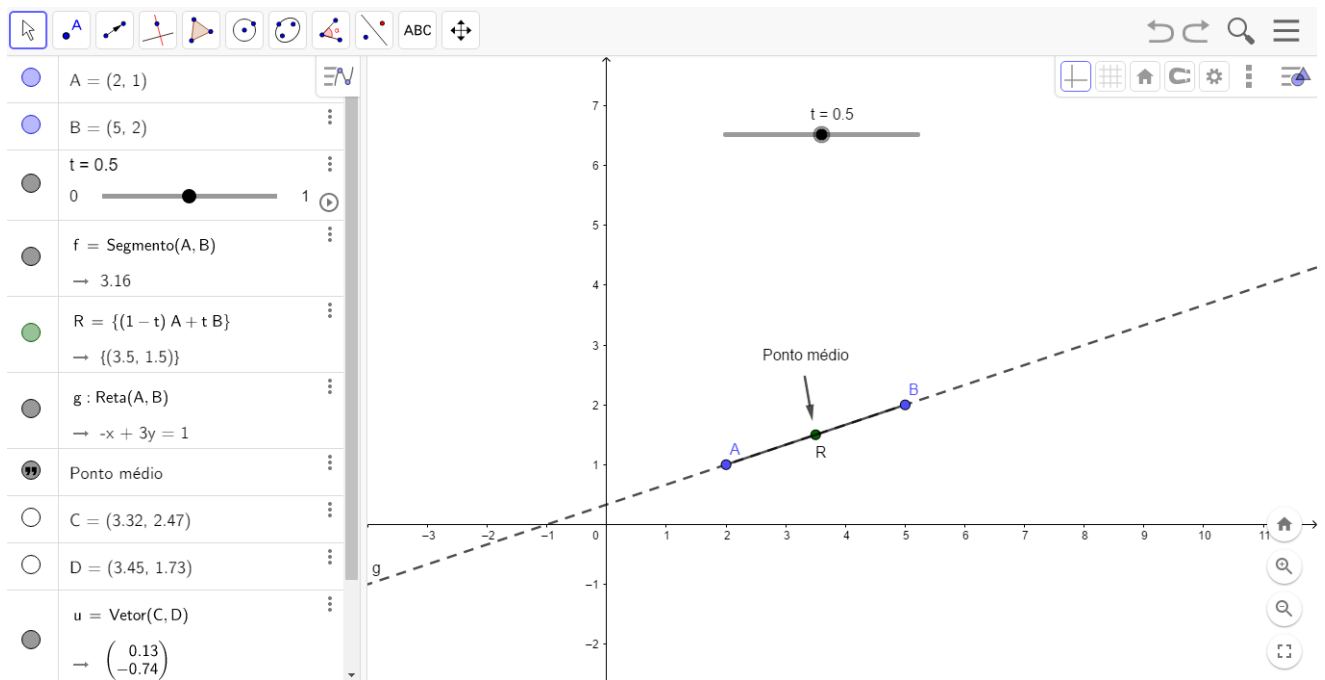 ABC
A = (2, 1)
B = (5, 2)
t = 0.5
0
1
f = Segmento(A, B)
→ 3.16
R = {(1 − t) A + t B}
→ {(3.5, 1.5)}
g : Reta(A, B)
→ -x + 3y = 1
Ponto médio
C = (3.32, 2.47)
D = (3.45, 1.73)
u = Vetor(C, D)
→ (0.13
−0.74)
t = 0.5
7
6
5
4
3
2
1
−1
−2
Ponto médio
A
B
R
g
−3 −2 −1 0 1 2 3 4 5 6 7 8 9 10 11